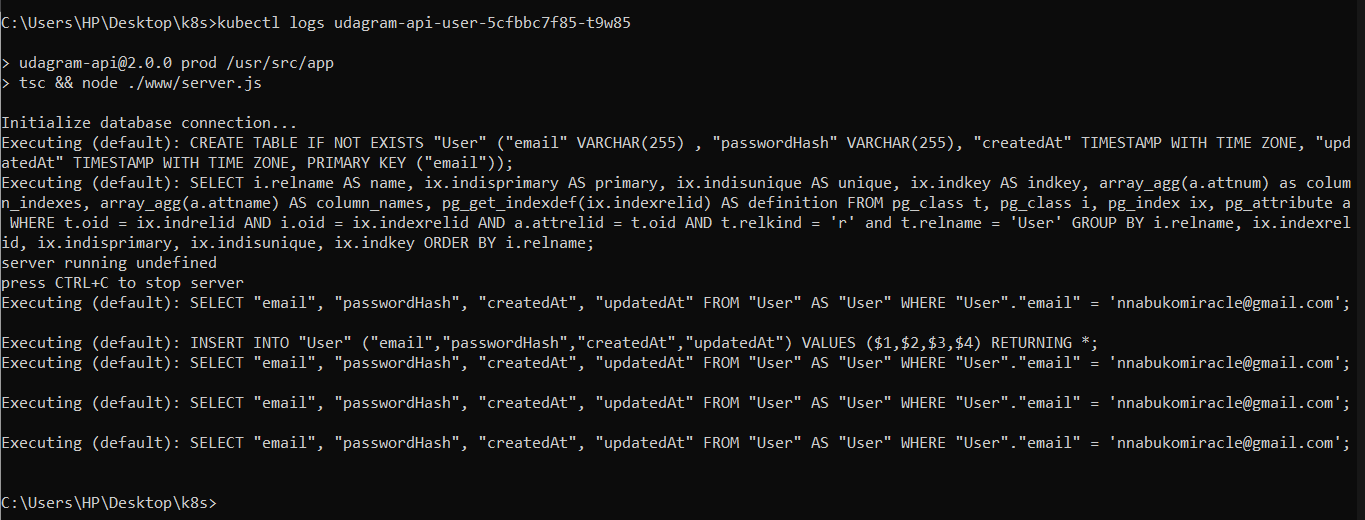 C:\Users\HP\Desktop\k8s>kubectl logs udagram-api-user-5cfbbc7f85-t9w85
> udagram-api@2.0.0 prod /usr/src/app
> tsc && node ./www/server.js
Initialize database connection...
Executing (default): CREATE TABLE IF NOT EXISTS "User" ("email" VARCHAR(255) , "passwordHash" VARCHAR(255), "createdAt" TIMESTAMP WITH TIME ZONE, "upd
atedAt" TIMESTAMP WITH TIME ZONE, PRIMARY KEY ("email"));
Executing (default): SELECT i.relname AS name, ix.indisprimary AS primary, ix.indisunique AS unique, ix.indkey AS indkey, array_agg(a.attnum) as colum
n_indexes, array_agg(a.attname) AS column_names, pg_get_indexdef(ix.indexrelid) AS definition FROM pg_class t, pg_class i, pg_index ix, pg_attribute a
 WHERE t.oid = ix.indrelid AND i.oid = ix.indexrelid AND a.attrelid = t.oid AND t.relkind = 'r' and t.relname = 'User' GROUP BY i.relname, ix.indexrel
id, ix.indisprimary, ix.indisunique, ix.indkey ORDER BY i.relname;
server running undefined
press CTRL+C to stop server
Executing (default): SELECT "email", "passwordHash", "createdAt", "updatedAt" FROM "User" AS "User" WHERE "User"."email" = 'nnabukomiracle@gmail.com';
Executing (default): INSERT INTO "User" ("email","passwordHash","createdAt","updatedAt") VALUES ($1,$2,$3,$4) RETURNING *;
Executing (default): SELECT "email", "passwordHash", "createdAt", "updatedAt" FROM "User" AS "User" WHERE "User"."email" = 'nnabukomiracle@gmail.com';
Executing (default): SELECT "email", "passwordHash", "createdAt", "updatedAt" FROM "User" AS "User" WHERE "User"."email" = 'nnabukomiracle@gmail.com';
Executing (default): SELECT "email", "passwordHash", "createdAt", "updatedAt" FROM "User" AS "User" WHERE "User"."email" = 'nnabukomiracle@gmail.com';
C:\Users\HP\Desktop\k8s>